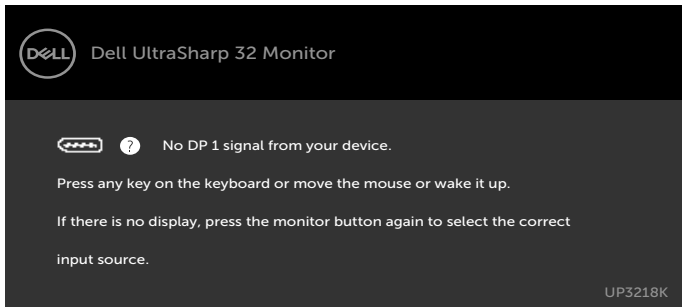 DELL Dell UltraSharp 32 Monitor
? No DP 1 signal from your device.
Press any key on the keyboard or move the mouse or wake it up.
If there is no display, press the monitor button again to select the correct
input source.
UP3218K